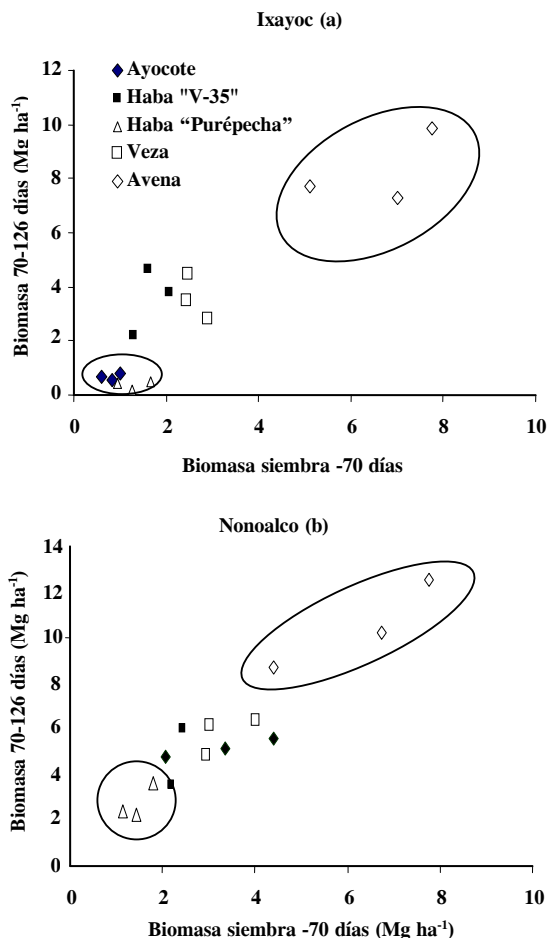 Ixayoc (a)
12
10
8
6
4
2
0
Ayocote
Haba "V-35"
Haba “Purépecha”
Veza
Avena
Biomasa 70-126 días (Mg ha-1)
0 2 4 6 8 10
Biomasa siembra -70 días
Nonoalco (b)
14
12
10
8
6
4
2
0
Biomasa 70-126 días (Mg ha-1)
0 2 4 6 8 10
Biomasa siembra -70 días (Mg ha-1)